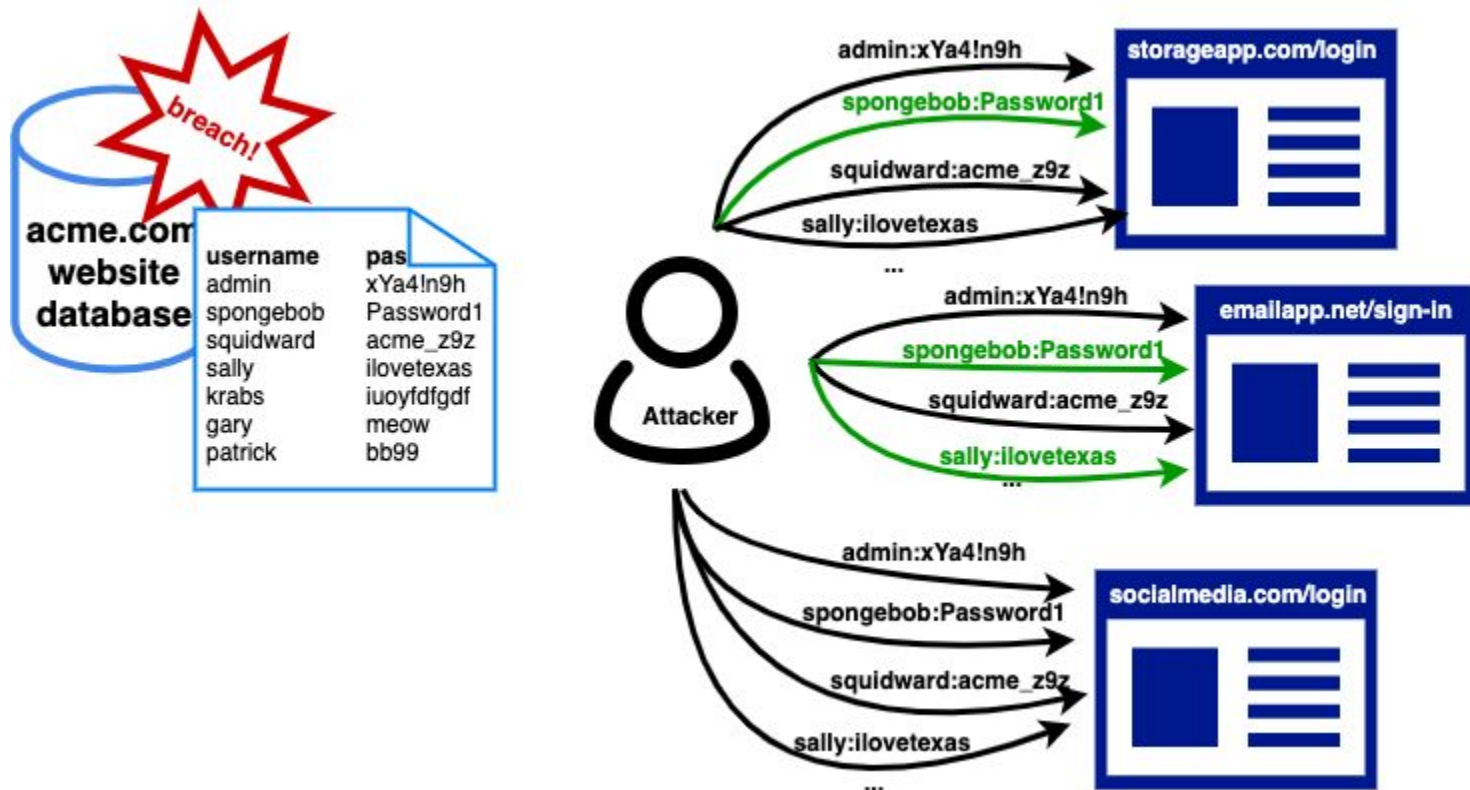 breach!
acme.com
website
database
username pas
admin xYa4!n9h
spongebob Password1
squidward acme_z9z
sally ilovetexas
krabs iuoyfdfgdf
gary meow
patrick bb99
Attacker
admin:xYa4!n9h
spongebob:Password1
squidward:acme_z9z
sally:ilovetexas
...
storageapp.com/login
admin:xYa4!n9h
spongebob:Password1
squidward:acme_z9z
sally:ilovetexas
...
emailapp.net/sign-in
admin:xYa4!n9h
spongebob:Password1
squidward:acme_z9z
sally:ilovetexas
...
socialmedia.com/login